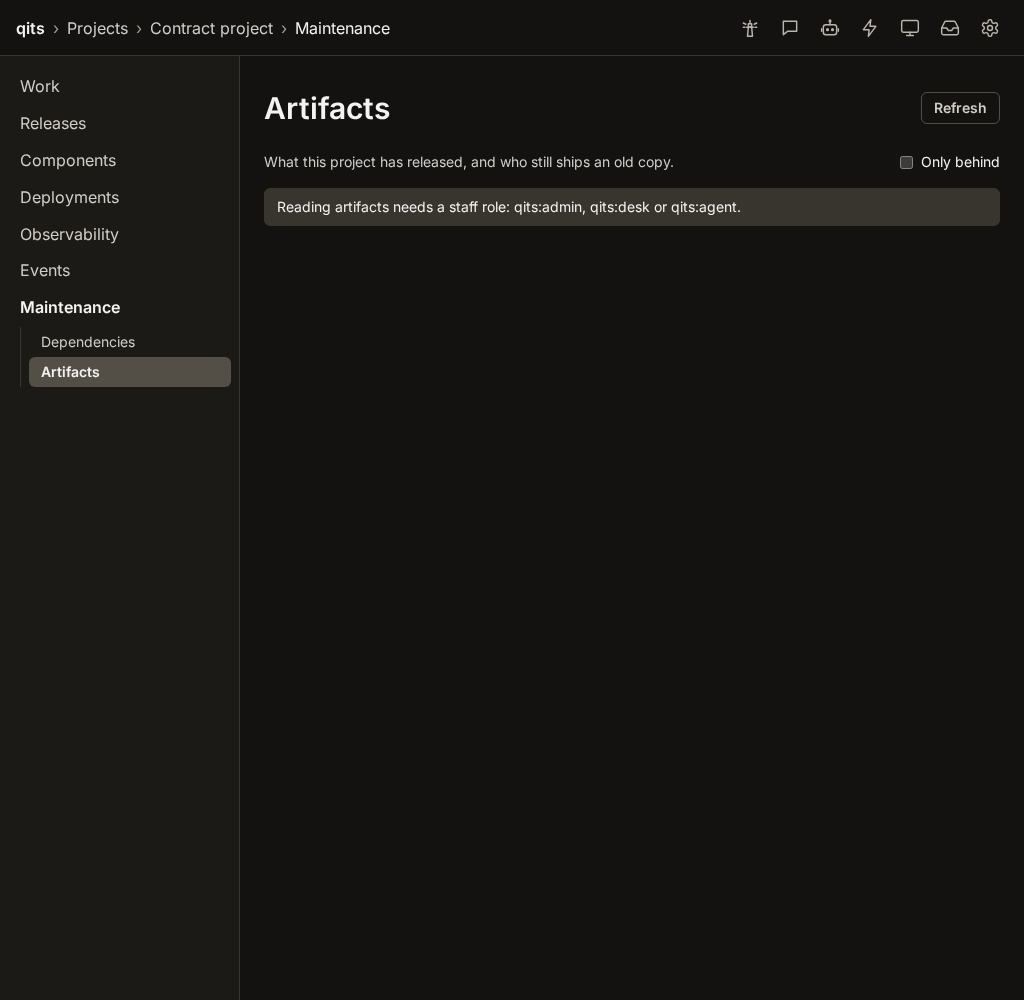 qits › Projects › Contract project › Maintenance
Work
Releases
Components
Deployments
Observability
Events
Maintenance
Dependencies
Artifacts
Artifacts
Refresh
What this project has released, and who still ships an old copy.
Only behind
Reading artifacts needs a staff role: qits:admin, qits:desk or qits:agent.